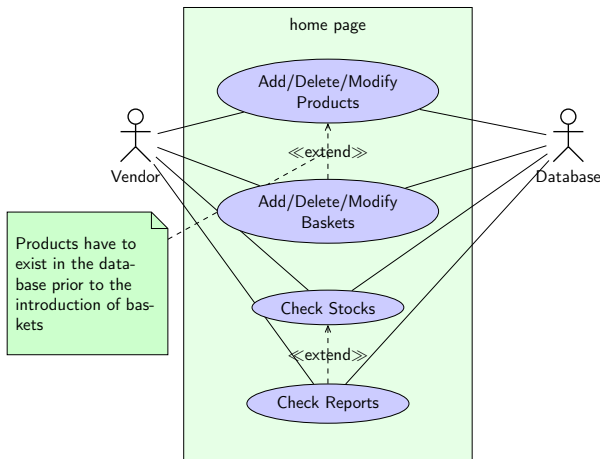 home page
Add/Delete/Modify
Products
≪extend≫
Vendor
Database
Add/Delete/Modify
Baskets
Products have to
exist in the data-
base prior to the
introduction of bas-
kets
Check Stocks
≪extend≫
Check Reports